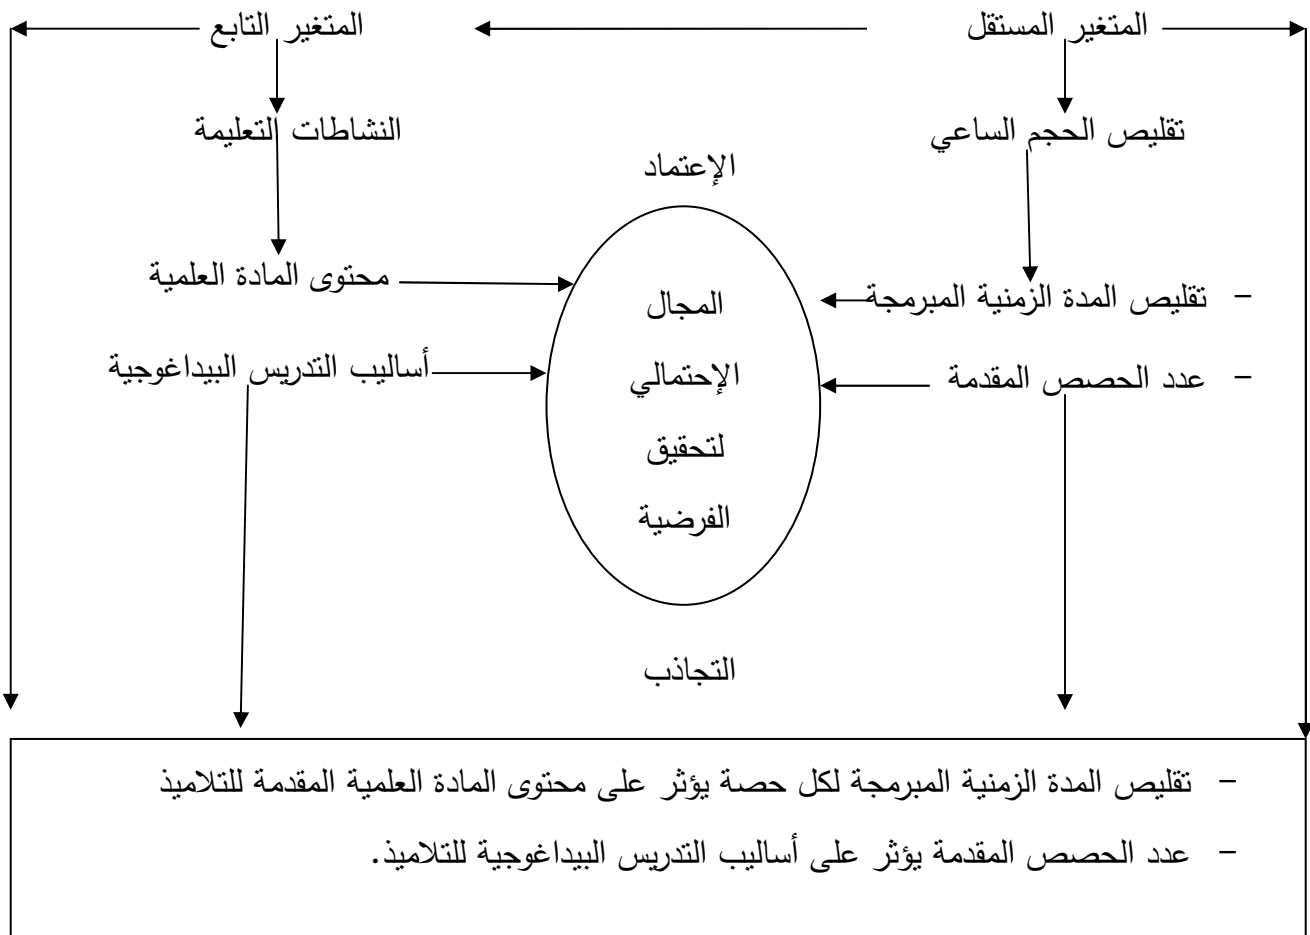 المتغير المستقل
المتغير التابع
تقليص الحجم الساعي
النشاطات التعليمة
الإعتماد
محتوى المادة العلمية
- تقليص المدة الزمنية المبرمجة
المجال
أساليب التدريس البيداغوجية
- عدد الحصص المقدمة
الإحتمالي
لتحقيق
الفرضية
التجاذب
- تقليص المدة الزمنية المبرمجة لكل حصة يؤثر على محتوى المادة العلمية المقدمة للتلاميذ
- عدد الحصص المقدمة يؤثر على أساليب التدريس البيداغوجية للتلاميذ.